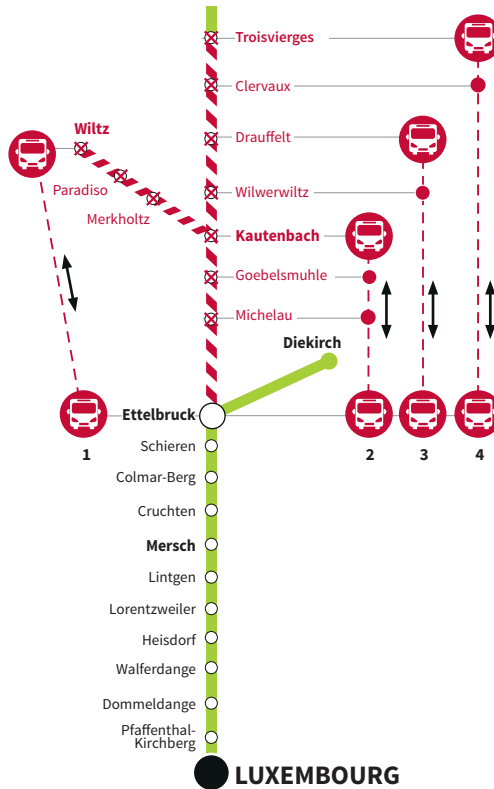 Troisvierges
Clervaux
Drauffelt
Wiltz
Paradiso
Wilwerwiltz
Merkholtz
Kautenbach
Goebelsmuhle
Michelau
Diekirch
Ettelbruck
1
2
3
4
Schieren
Colmar-Berg
Cruchten
Mersch
Lintgen
Lorentzweiler
Heisdorf
Walferdange
Dommeldange
Pfaffenthal-
Kirchberg
LUXEMBOURG